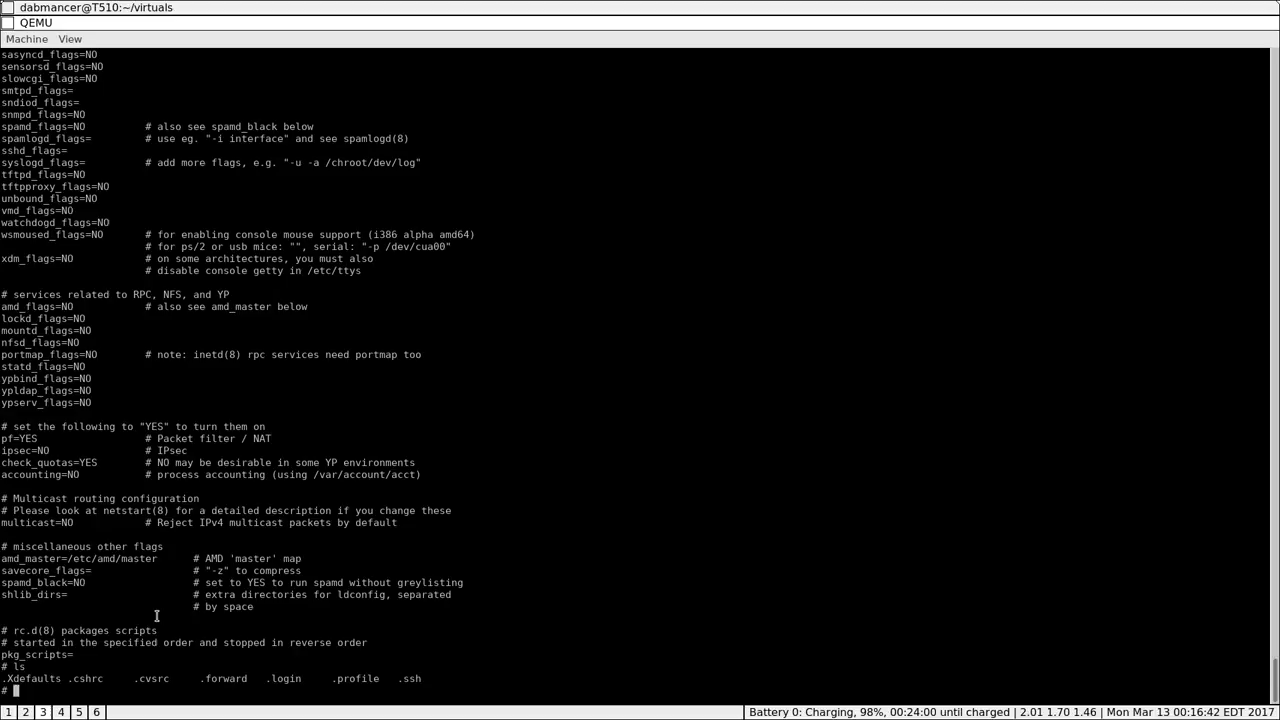 dabmancer@T510:~/virtuals
QEMU
Machine View
sasyncd_flags=NO
sensorsd_flags=NO
slowcgi_flags=NO
smtpd_flags=
sndiod_flags=
snmpd_flags=NO
spamd_flags=NO # also see spamd_black below
spamlogd_flags= # use eg. "-i interface" and see spamlogd(8)
sshd_flags=
syslogd_flags= # add more flags, e.g. "-u -a /chroot/dev/log"
tftpd_flags=NO
tftpproxy_flags=NO
unbound_flags=NO
vmd_flags=NO
watchdogd_flags=NO
wsmoused_flags=NO # for enabling console mouse support (i386 alpha amd64)
# for ps/2 or usb mice: "", serial: "-p /dev/cua00"
xdm_flags=NO # on some architectures, you must also
# disable console getty in /etc/ttys
# services related to RPC, NFS, and YP
amd_flags=NO # also see amd_master below
lockd_flags=NO
mountd_flags=NO
nfsd_flags=NO
portmap_flags=NO # note: inetd(8) rpc services need portmap too
statd_flags=NO
ypbind_flags=NO
ypldap_flags=NO
ypserv_flags=NO
# set the following to "YES" to turn them on
pf=YES # Packet filter / NAT
ipsec=NO # IPsec
check_quotas=YES # NO may be desirable in some YP environments
accounting=NO # process accounting (using /var/account/acct)
# Multicast routing configuration
# Please look at netstart(8) for a detailed description if you change these
multicast=NO # Reject IPv4 multicast packets by default
# miscellaneous other flags
amd_master=/etc/amd/master # AMD 'master' map
savecore_flags= # "-z" to compress
spamd_black=NO # set to YES to run spamd without greylisting
shlib_dirs= # extra directories for ldconfig, separated
# by space
# rc.d(8) packages scripts
# started in the specified order and stopped in reverse order
pkg_scripts=
# ls
.Xdefaults .cshrc .cvsrc .forward .login .profile .ssh
#
1 2 3 4 5 6 Battery 0: Charging, 98%, 00:24:00 until charged | 2.01 1.70 1.46 | Mon Mar 13 00:16:42 EDT 2017